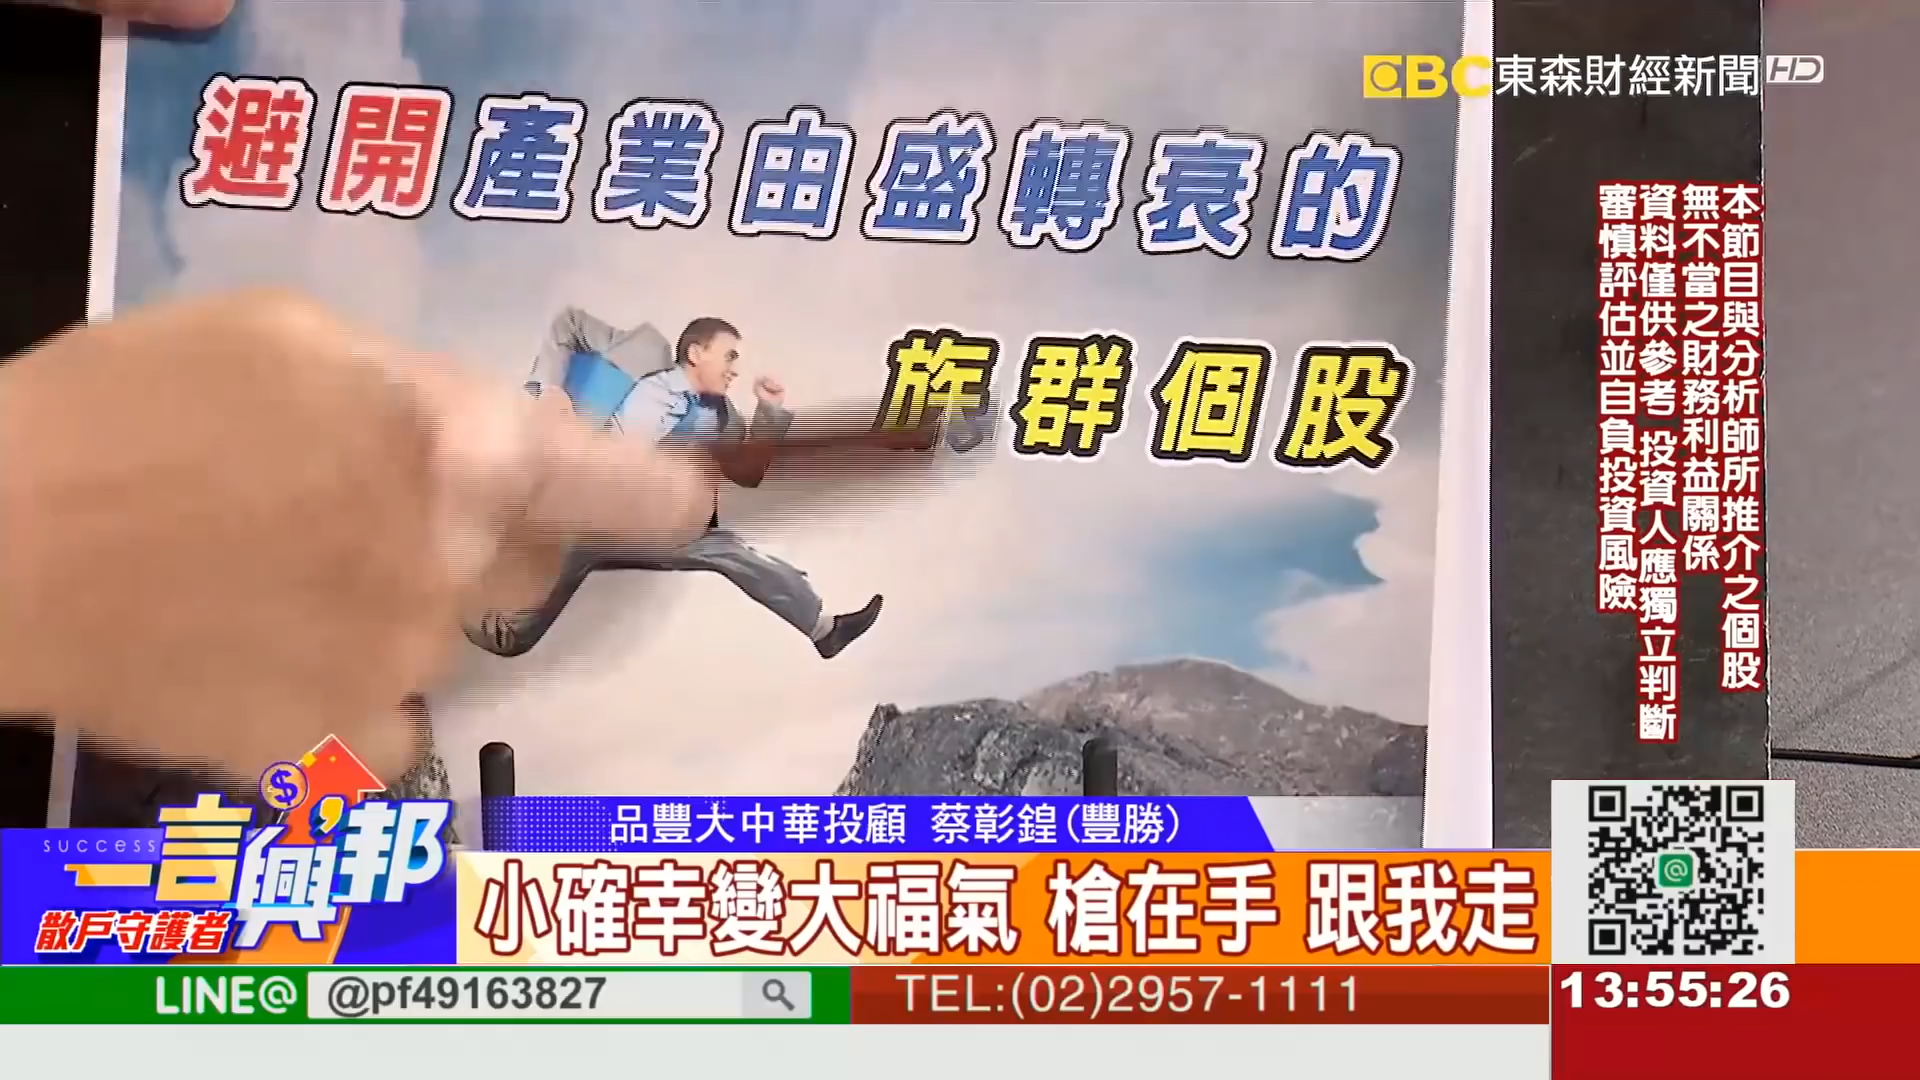 EBC東森財經新聞HD
避開產業由盛轉衰的
族群個股
本節目與分析師所推介之個股
無不當之財務利益關係
資料僅供參考 投資人應獨立判斷
審慎評估並自負投資風險
success
一言興邦
散戶守護者
品豐大中華投顧 蔡彰鍠(豐勝)
小確幸變大福氣 槍在手 跟我走
LINE@ @pf49163827
TEL:(02)2957-1111
13:55:26